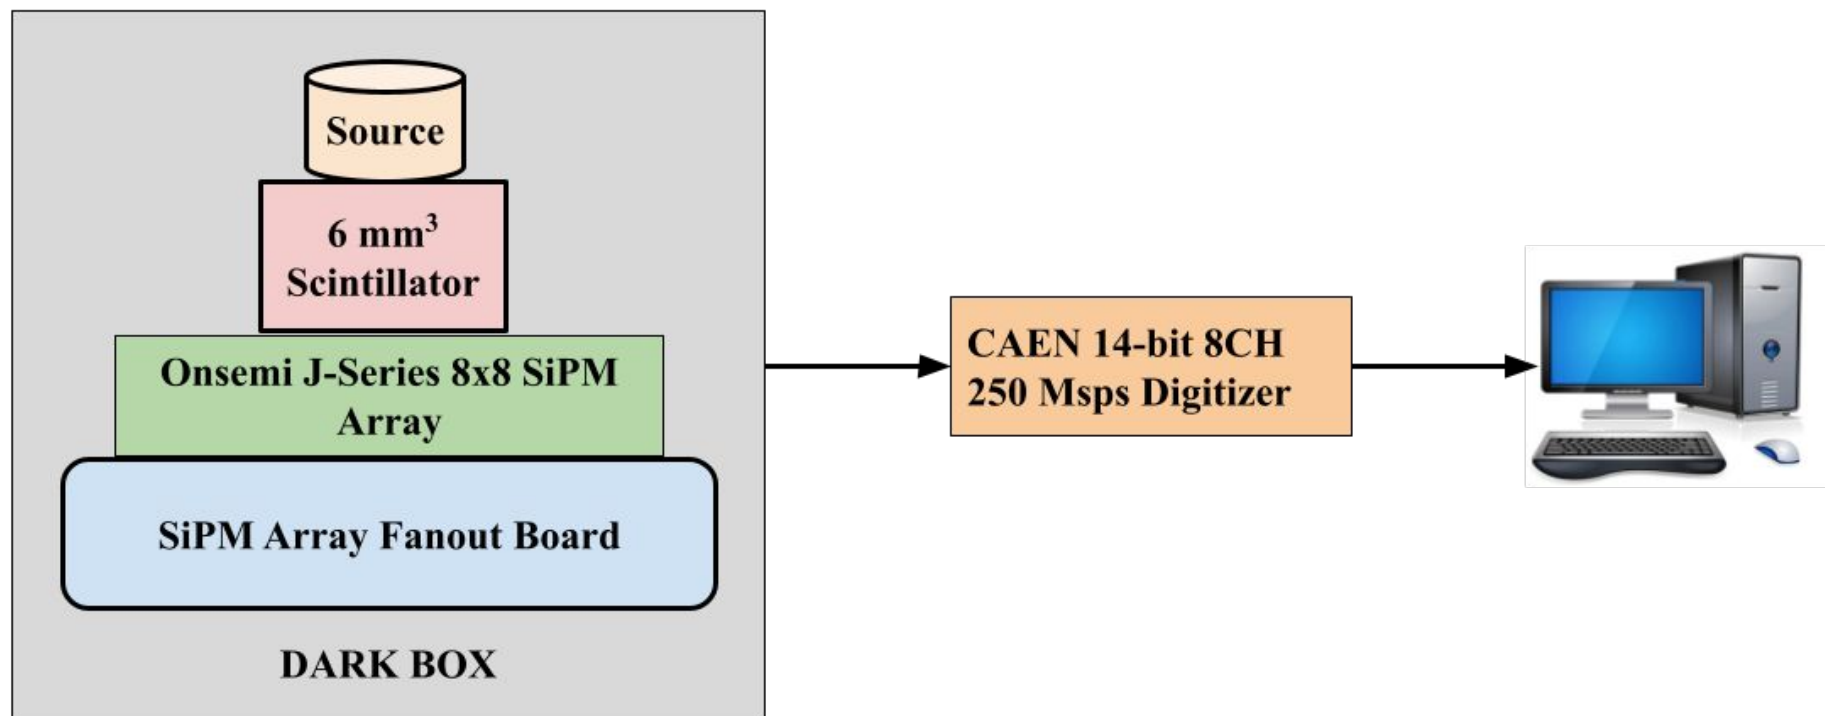 Source
6 mm³
Scintillator
Onsemi J-Series 8x8 SiPM
Array
SiPM Array Fanout Board
DARK BOX
CAEN 14-bit 8CH
250 Msps Digitizer